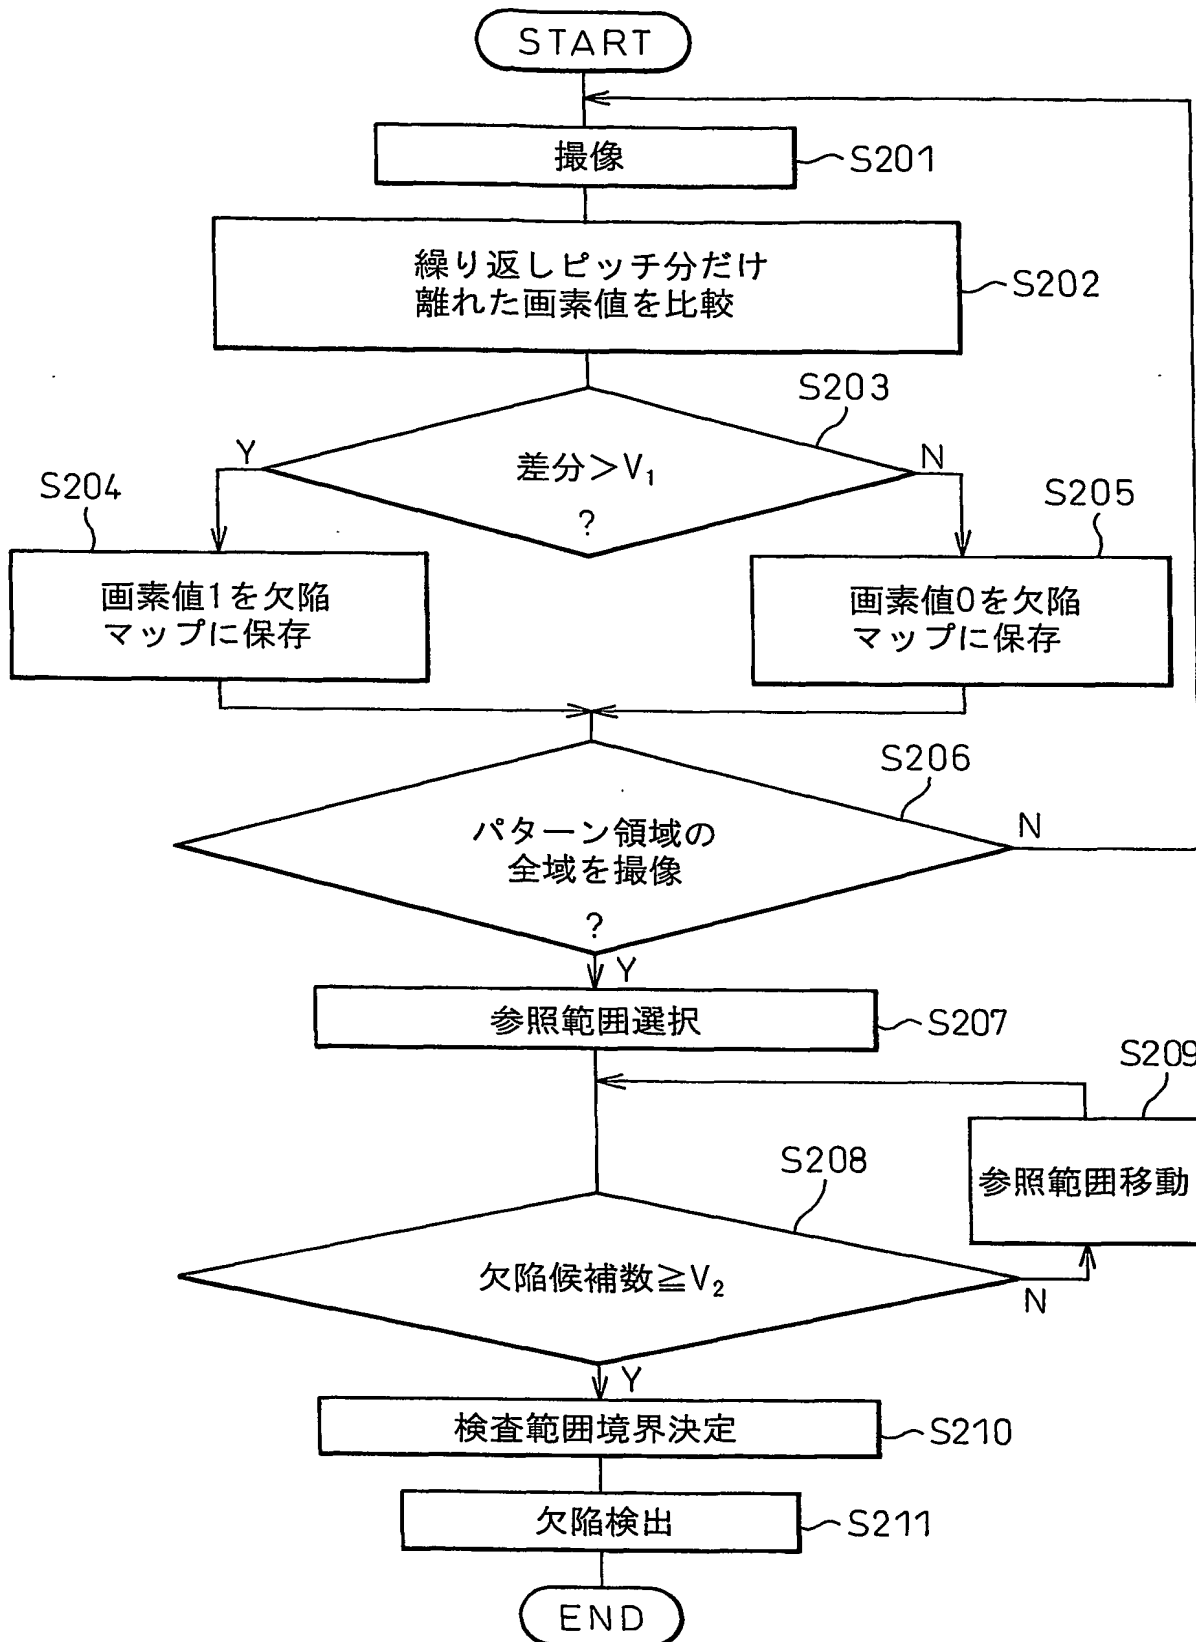 START
撮像
S201
繰り返しピッチ分だけ
離れた画素値を比較
S202
S203
Y
差分＞V₁
N
?
S204
S205
画素値1を欠陥
マップに保存
画素値0を欠陥
マップに保存
S206
パターン領域の
全域を撮像
N
?
Y
参照範囲選択
S207
S209
参照範囲移動
S208
欠陥候補数≧V₂
N
Y
検査範囲境界決定
S210
欠陥検出
S211
END